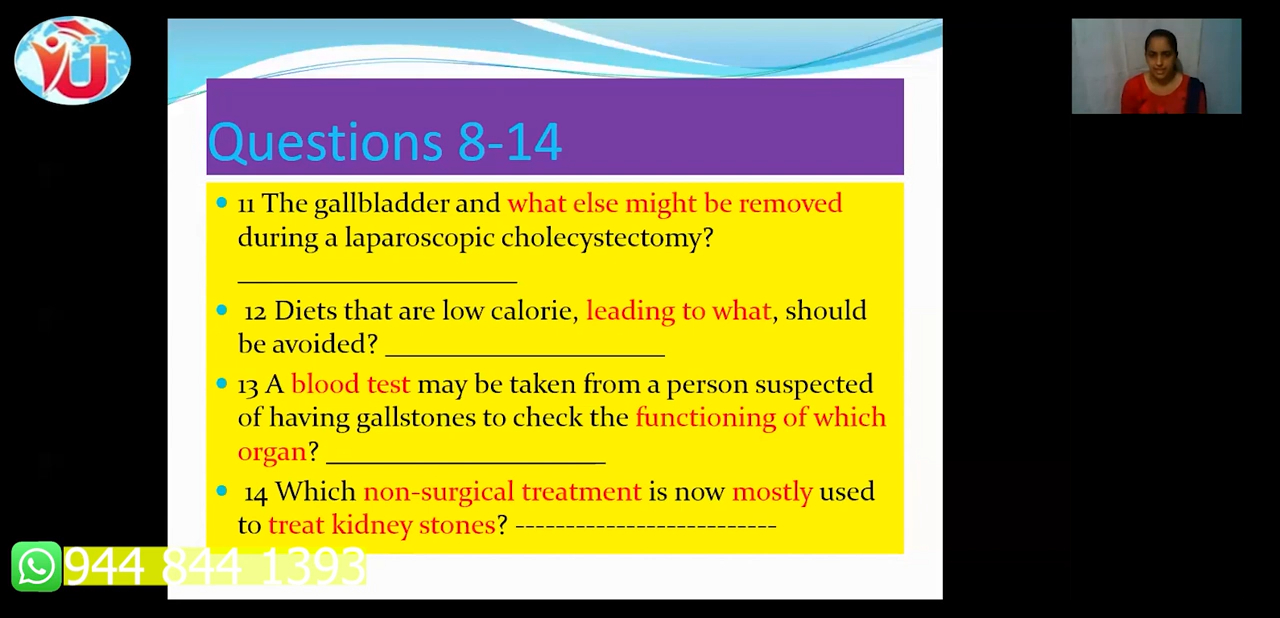 Questions 8-14
11 The gallbladder and what else might be removed
during a laparoscopic cholecystectomy?
____________________
12 Diets that are low calorie, leading to what, should
be avoided? ____________________
13 A blood test may be taken from a person suspected
of having gallstones to check the functioning of which
organ? ____________________
14 Which non-surgical treatment is now mostly used
to treat kidney stones? --------------------------
944 844 1393